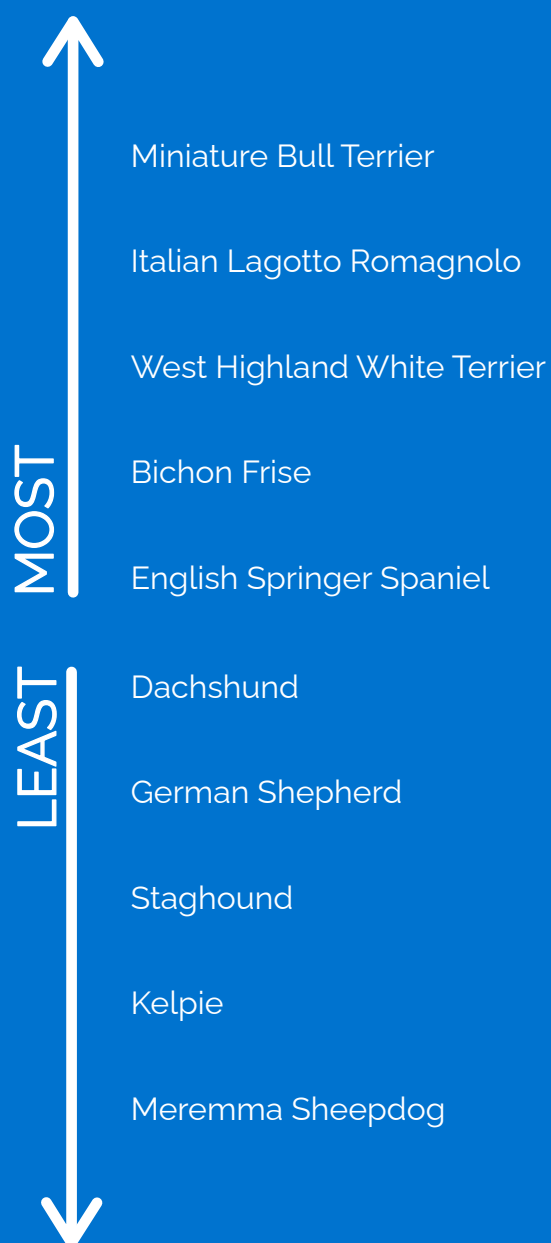 Miniature Bull Terrier
Italian Lagotto Romagnolo
West Highland White Terrier
Bichon Frise
MOST
English Springer Spaniel
LEAST
Dachshund
German Shepherd
Staghound
Kelpie
Meremma Sheepdog